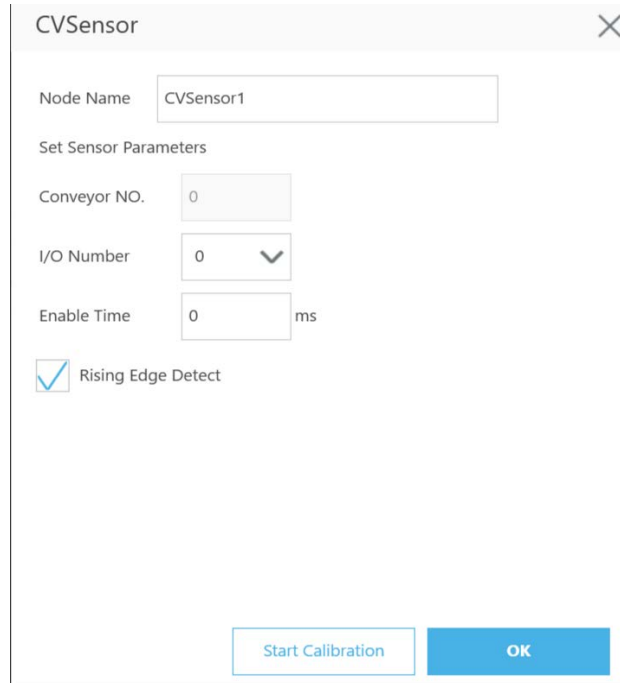 CVSensor
Node Name CVSensor1
Set Sensor Parameters
Conveyor NO. 0
I/O Number 0
Enable Time 0 ms
Rising Edge Detect
Start Calibration OK